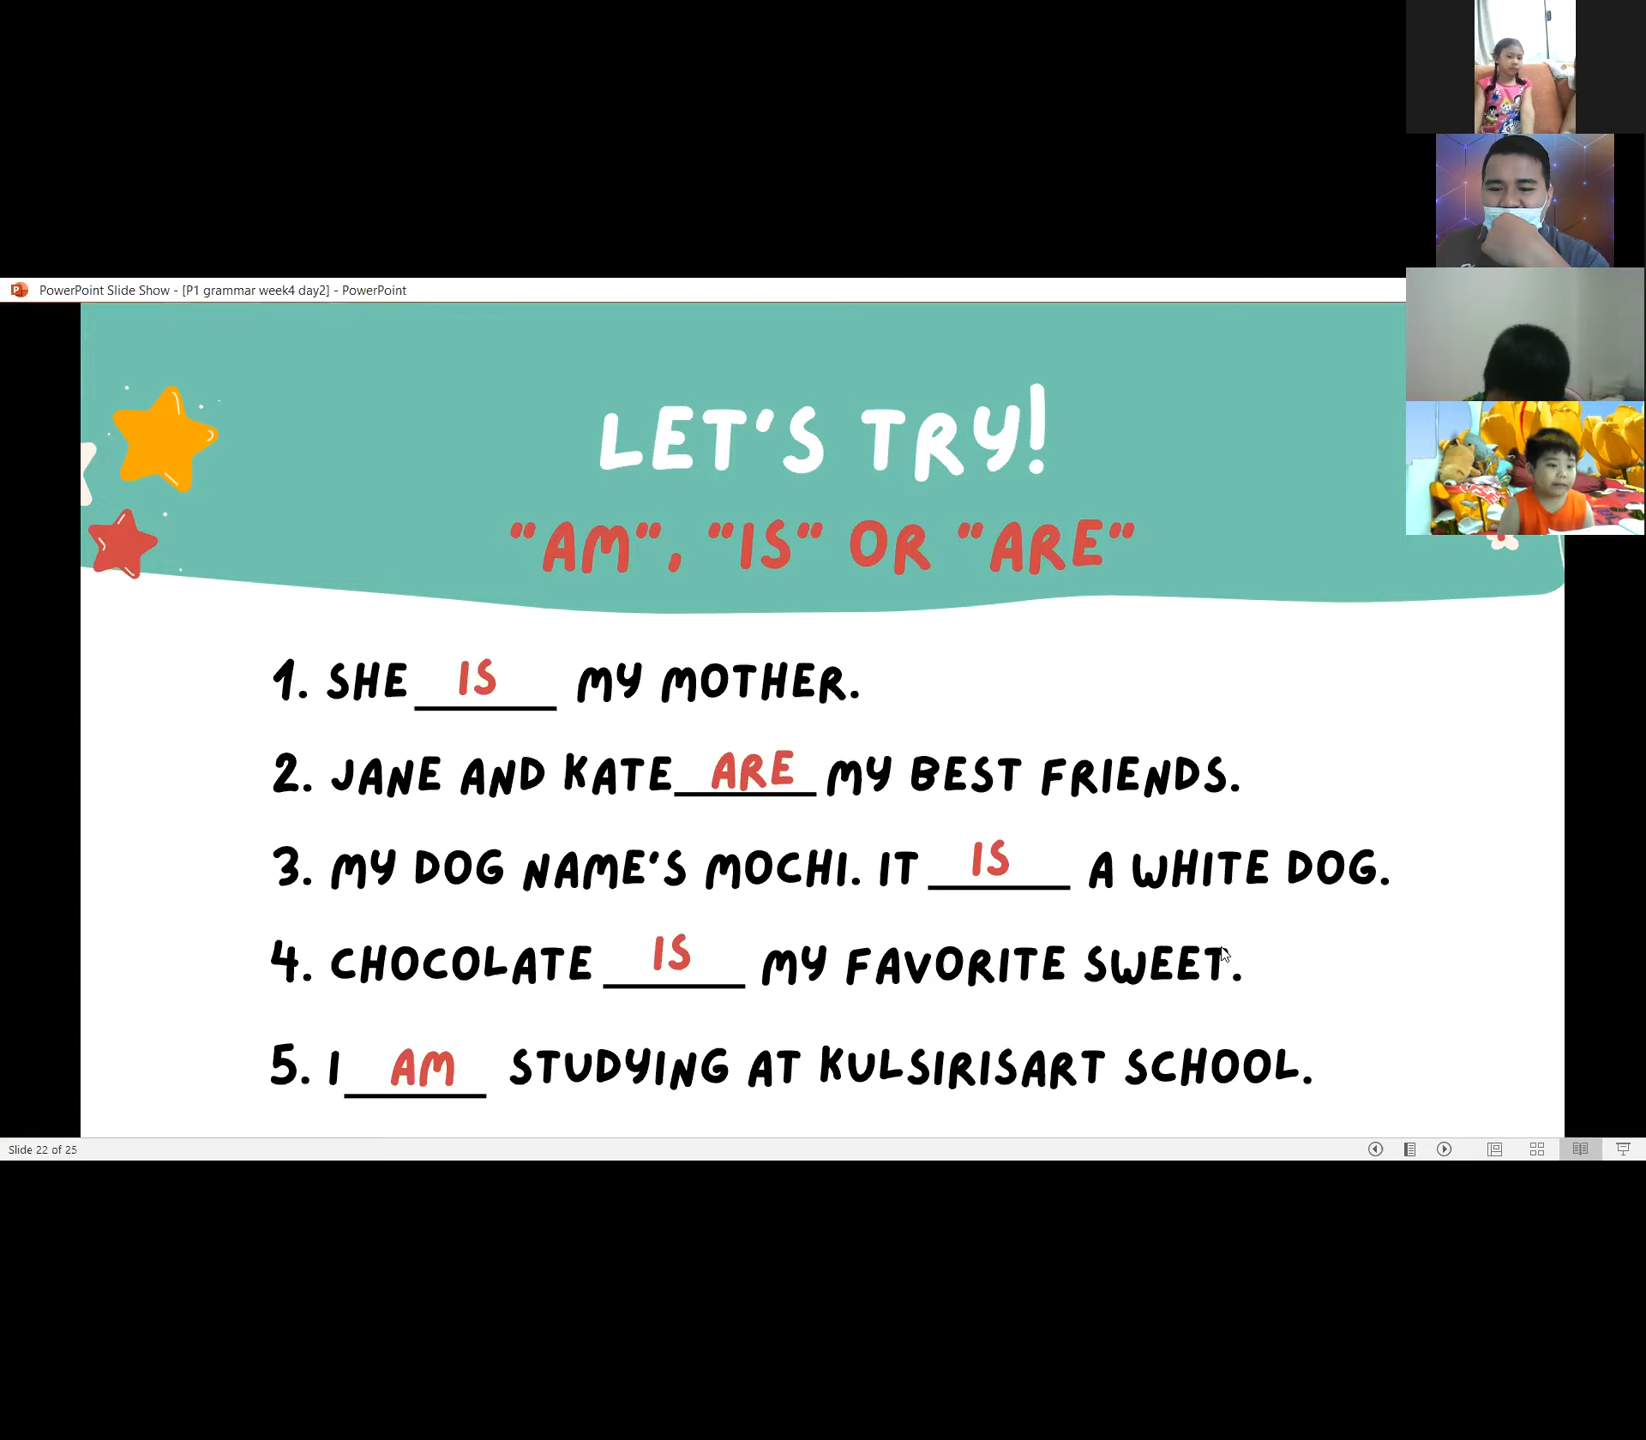 PowerPoint Slide Show - [P1 grammar week4 day2] - PowerPoint
LET'S TRY!
"AM", "IS" OR "ARE"
1. SHE IS MY MOTHER.
2. JANE AND KATE ARE MY BEST FRIENDS.
3. MY DOG NAME'S MOCHI. IT IS A WHITE DOG.
4. CHOCOLATE IS MY FAVORITE SWEET.
5. I AM STUDYING AT KULSIRISART SCHOOL.
Slide 22 of 25